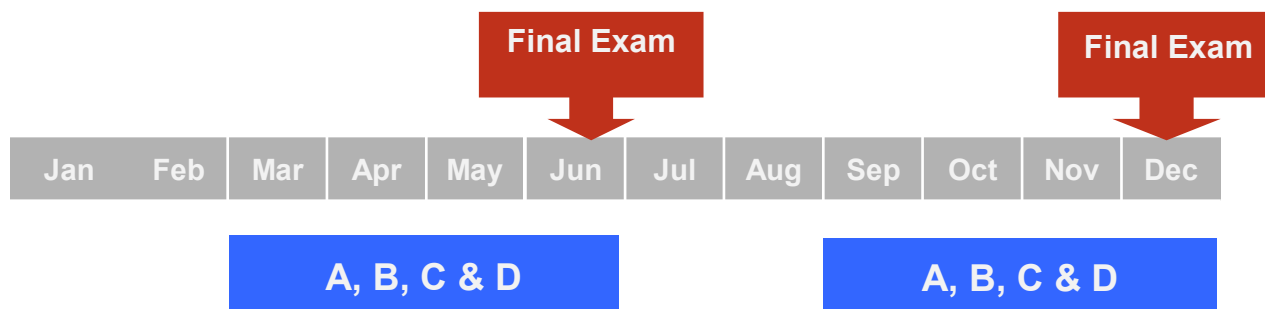 Final Exam
Final Exam
Jan Feb Mar Apr May Jun Jul Aug Sep Oct Nov Dec
A, B, C & D
A, B, C & D